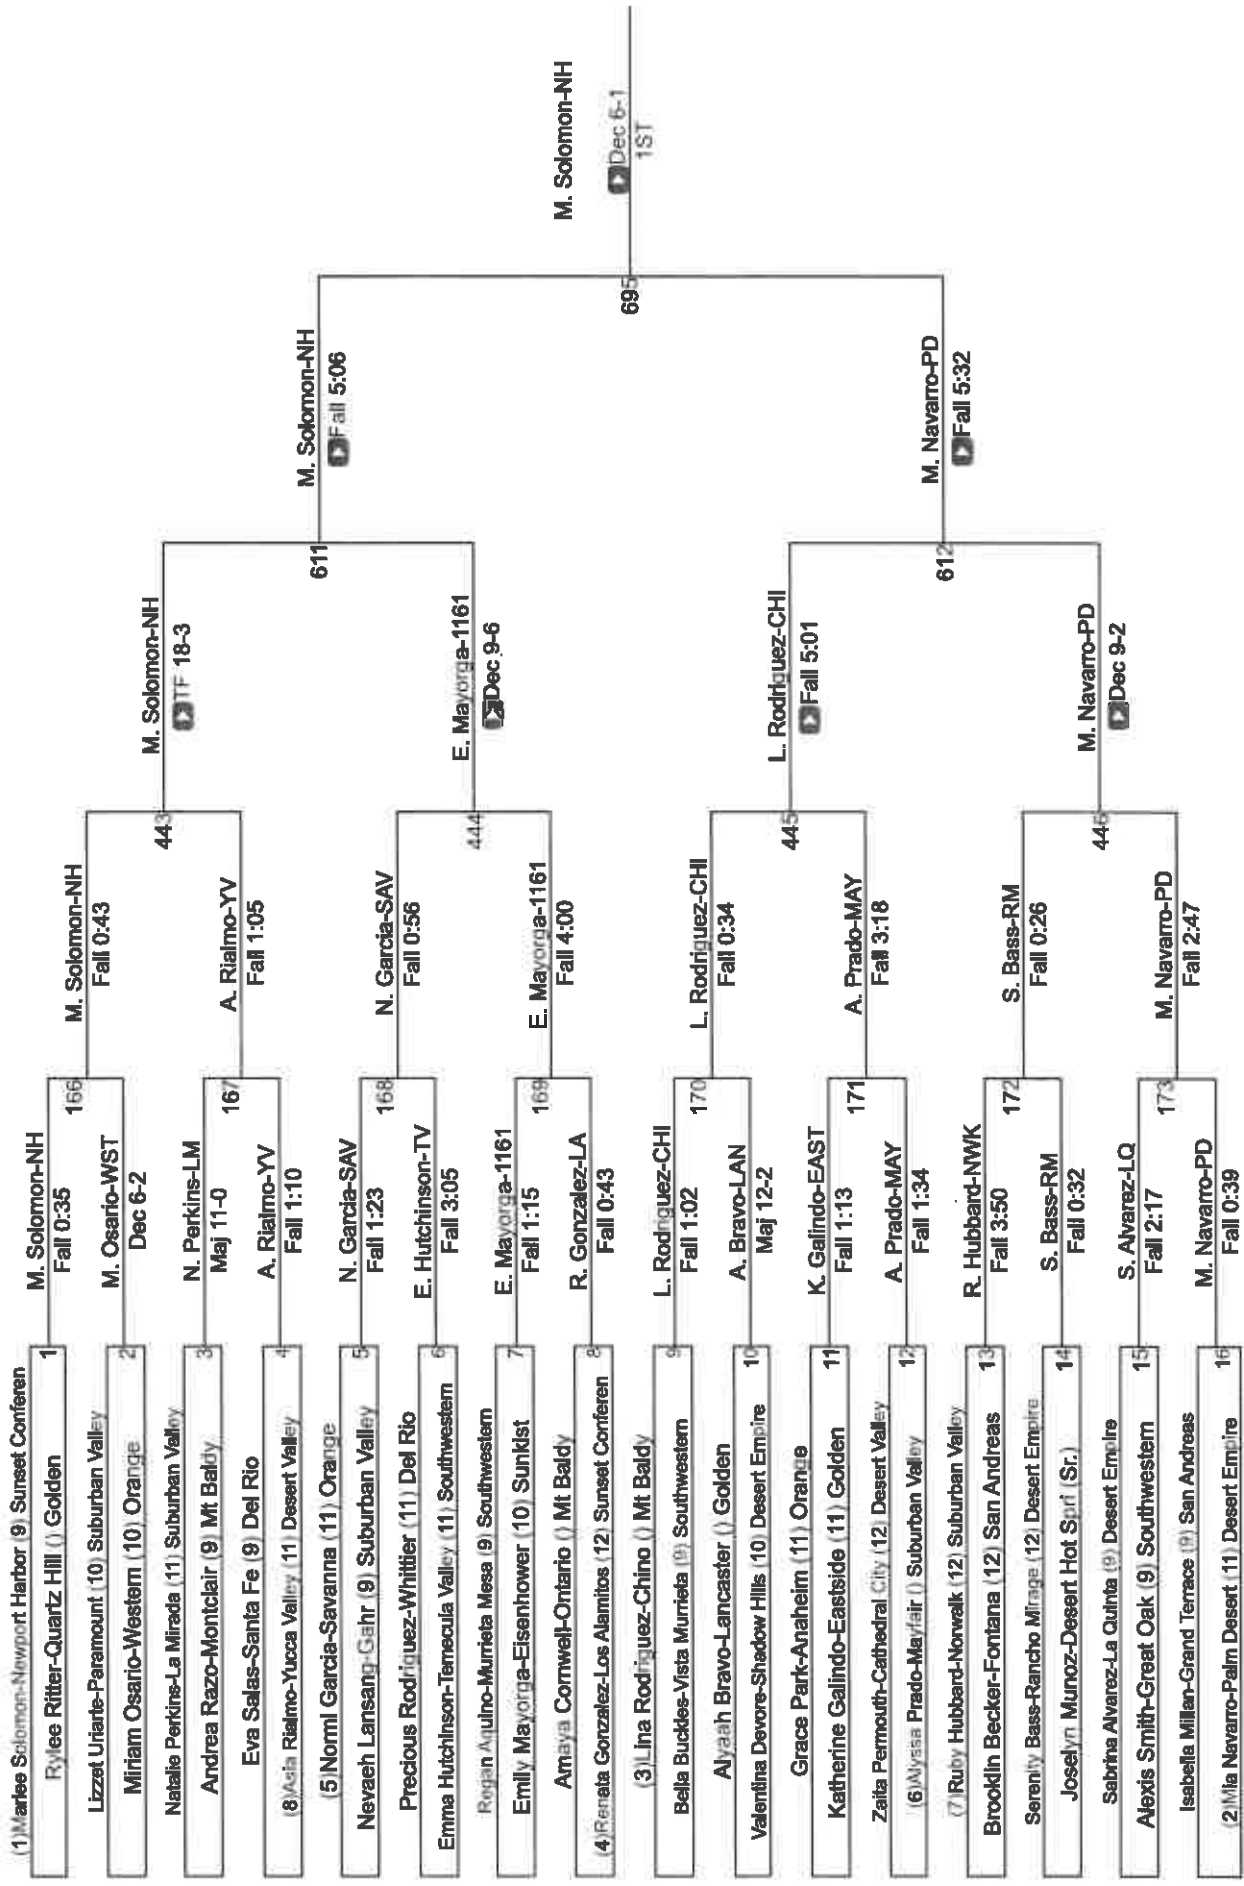 (1)Marlee Solomon-Newport Harbor (9) Sunset Conferen
Rylee Ritter-Quartz Hill () Golden
1
Lizzet Uriarte-Paramount (10) Suburban Valley
Miriam Osario-Western (10) Orange
2
Natalie Perkins-La Mirada (11) Suburban Valley
Andrea Razo-Montclair (9) Mt Baldy
3
Eva Salas-Santa Fe (9) Del Rio
(8)Asia Rialmo-Yucca Valley (11) Desert Valley
4
(5)Normi Garcia-Savanna (11) Orange
Nevaeh Lansang-Gahr (9) Suburban Valley
5
Precious Rodriguez-Whittier (11) Del Rio
Emma Hutchinson-Temecula Valley (11) Southwestern
6
Regan Aquino-Murrieta Mesa (9) Southwestern
Emily Mayorga-Eisenhower (10) Sunkist
7
Amaya Cornwell-Ontario () Mt Baldy
(4)Renata Gonzalez-Los Alamitos (12) Sunset Conferen
8
(3)Lina Rodriguez-Chino () Mt Baldy
Bella Buckles-Vista Murrieta (9) Southwestern
9
Alyaah Bravo-Lancaster () Golden
Valentina Devore-Shadow Hills (10) Desert Empire
10
Grace Park-Anaheim (11) Orange
Katherine Galindo-Eastside (11) Golden
11
Zaita Permouth-Cathedral City (12) Desert Valley
(6)Alyssa Prado-Mayfair () Suburban Valley
12
(7)Ruby Hubbard-Norwalk (12) Suburban Valley
Brooklin Becker-Fontana (12) San Andreas
13
Serenity Bass-Rancho Mirage (12) Desert Empire
Joselyn Munoz-Desert Hot Spri (Sr.)
14
Sabrina Alvarez-La Quinta (9) Desert Empire
Alexis Smith-Great Oak (9) Southwestern
15
Isabella Millan-Grand Terrace (9) San Andreas
(2)Mia Navarro-Palm Desert (11) Desert Empire
16
M. Solomon-NH
Fall 0:35
166
M. Osario-WST
Dec 6-2
N. Perkins-LM
Maj 11-0
167
A. Rialmo-YV
Fall 1:10
N. Garcia-SAV
Fall 1:23
168
E. Hutchinson-TV
Fall 3:05
E. Mayorga-1161
Fall 1:15
169
R. Gonzalez-LA
Fall 0:43
L. Rodriguez-CHI
Fall 1:02
170
A. Bravo-LAN
Maj 12-2
K. Galindo-EAST
Fall 1:13
171
A. Prado-MAY
Fall 1:34
R. Hubbard-NWK
Fall 3:50
172
S. Bass-RM
Fall 0:32
S. Alvarez-LQ
Fall 2:17
173
M. Navarro-PD
Fall 0:39
M. Solomon-NH
Fall 0:43
443
A. Rialmo-YV
Fall 1:05
N. Garcia-SAV
Fall 0:56
444
E. Mayorga-1161
Fall 4:00
L. Rodriguez-CHI
Fall 0:34
445
A. Prado-MAY
Fall 3:18
S. Bass-RM
Fall 0:26
446
M. Navarro-PD
Fall 2:47
M. Solomon-NH
TF 18-3
611
E. Mayorga-1161
Dec 9-6
L. Rodriguez-CHI
Fall 5:01
612
M. Navarro-PD
Dec 9-2
M. Solomon-NH
Fall 5:06
695
M. Navarro-PD
Fall 5:32
M. Solomon-NH
Dec 6-1
1ST